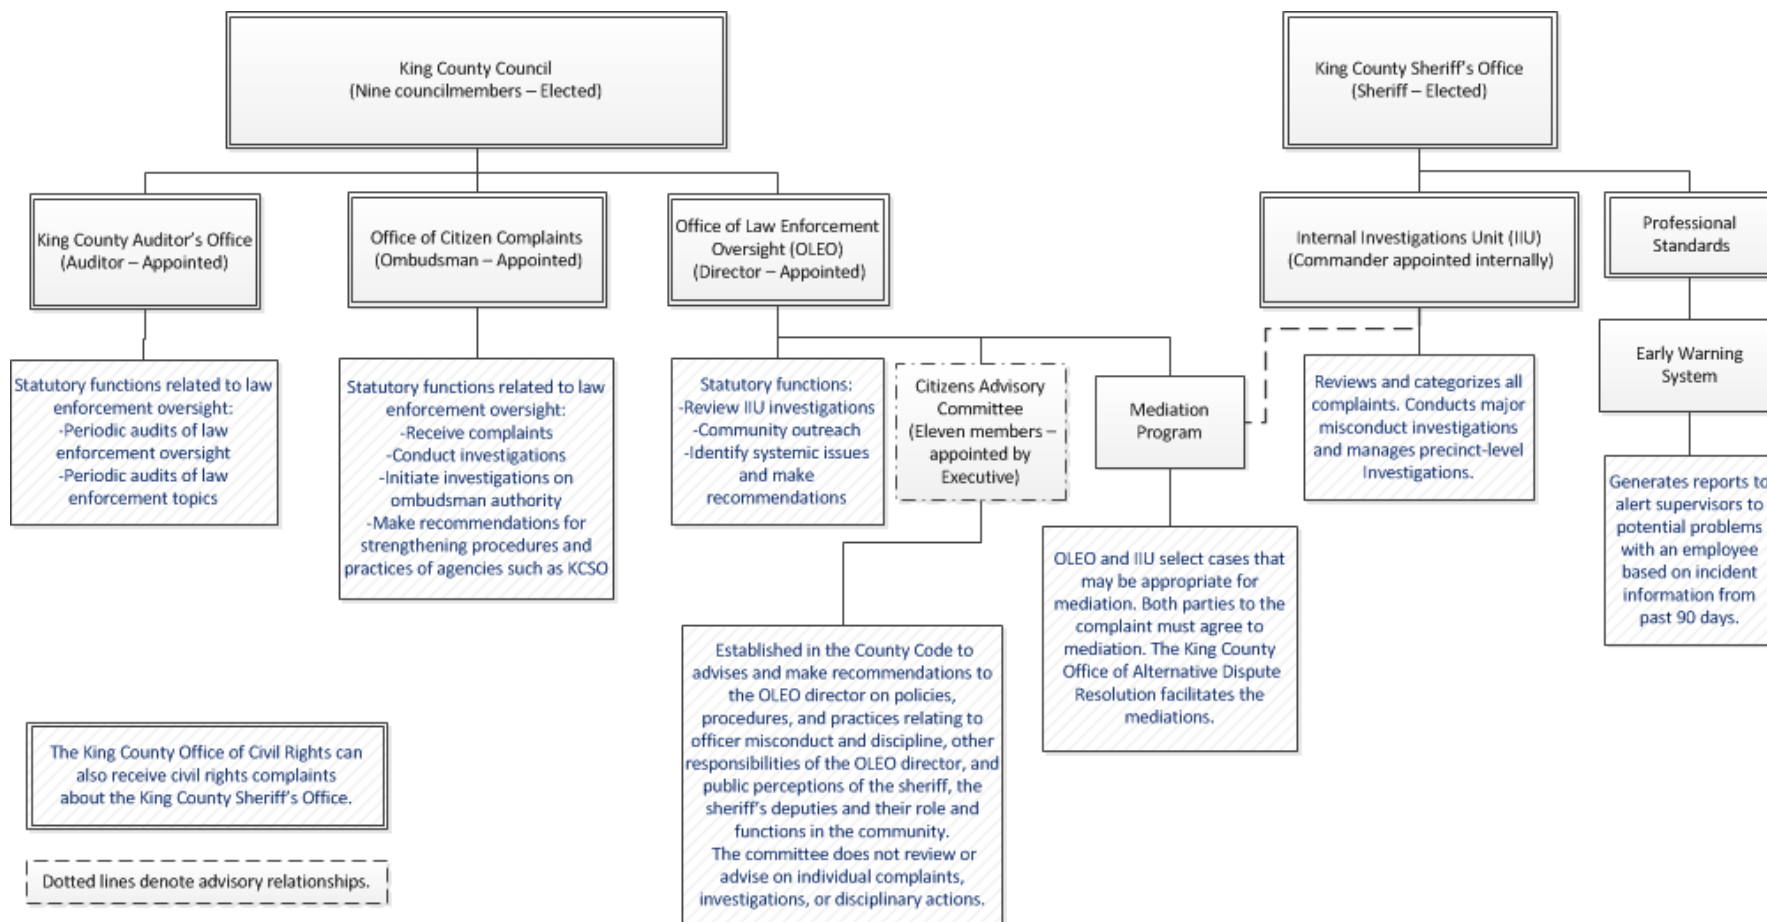 King County Council
(Nine councilmembers – Elected)
King County Sheriff's Office
(Sheriff – Elected)
King County Auditor's Office
(Auditor – Appointed)
Office of Citizen Complaints
(Ombudsman – Appointed)
Office of Law Enforcement
Oversight (OLEO)
(Director – Appointed)
Internal Investigations Unit (IIU)
(Commander appointed internally)
Professional
Standards
Statutory functions related to law
enforcement oversight:
-Periodic audits of law
enforcement oversight
-Periodic audits of law
enforcement topics
Statutory functions related to law
enforcement oversight:
-Receive complaints
-Conduct investigations
-Initiate investigations on
ombudsman authority
-Make recommendations for
strengthening procedures and
practices of agencies such as KCSO
Statutory functions:
-Review IIU investigations
-Community outreach
-Identify systemic issues
and make
recommendations
Citizens Advisory
Committee
(Eleven members –
appointed by
Executive)
Mediation
Program
Reviews and categorizes all
complaints. Conducts major
misconduct investigations
and manages precinct-level
Investigations.
Early Warning
System
Generates reports to
alert supervisors to
potential problems
with an employee
based on incident
information from
past 90 days.
OLEO and IIU select cases that
may be appropriate for
mediation. Both parties to the
complaint must agree to
mediation. The King County
Office of Alternative Dispute
Resolution facilitates the
mediations.
Established in the County Code to
advises and make recommendations to
the OLEO director on policies,
procedures, and practices relating to
officer misconduct and discipline, other
responsibilities of the OLEO director, and
public perceptions of the sheriff, the
sheriff's deputies and their role and
functions in the community.
The committee does not review or
advise on individual complaints,
investigations, or disciplinary actions.
The King County Office of Civil Rights can
also receive civil rights complaints
about the King County Sheriff's Office.
Dotted lines denote advisory relationships.